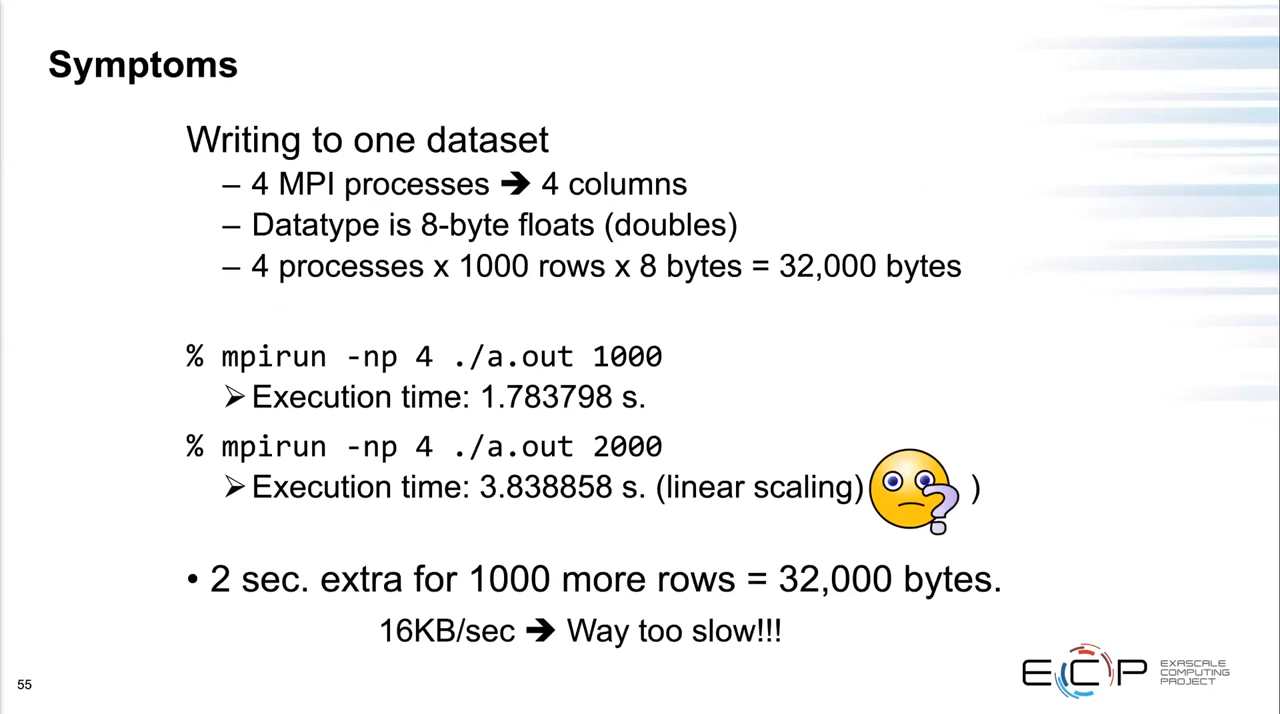 Symptoms
Writing to one dataset
– 4 MPI processes ➔ 4 columns
– Datatype is 8-byte floats (doubles)
– 4 processes x 1000 rows x 8 bytes = 32,000 bytes
% mpirun -np 4 ./a.out 1000
➢ Execution time: 1.783798 s.
% mpirun -np 4 ./a.out 2000
➢ Execution time: 3.838858 s. (linear scaling) )
• 2 sec. extra for 1000 more rows = 32,000 bytes.
16KB/sec ➔ Way too slow!!!
55
ECP
EXASCALE
COMPUTING
PROJECT